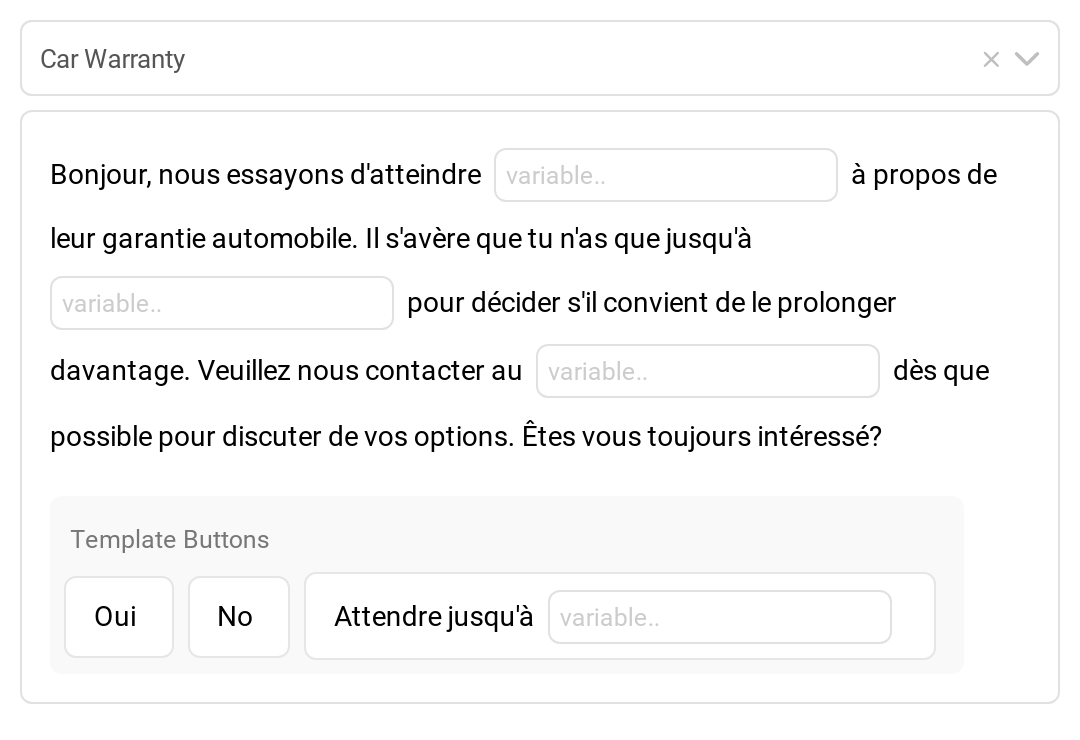 Car Warranty
Bonjour, nous essayons d'atteindre variable.. à propos de
leur garantie automobile. Il s'avère que tu n'as que jusqu'à
variable.. pour décider s'il convient de le prolonger
davantage. Veuillez nous contacter au variable.. dès que
possible pour discuter de vos options. Êtes vous toujours intéressé?
Template Buttons
Oui No Attendre jusqu'à variable..